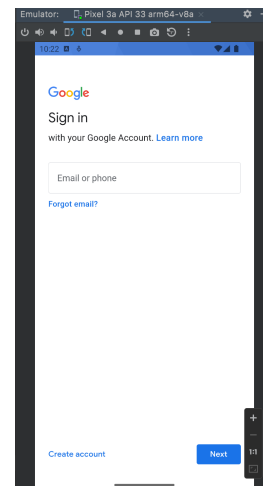 Emulator: Pixel 3a API 33 arm64-v8a
10:22
Google
Sign in
with your Google Account. Learn more
Email or phone
Forgot email?
Create account
Next
1:1